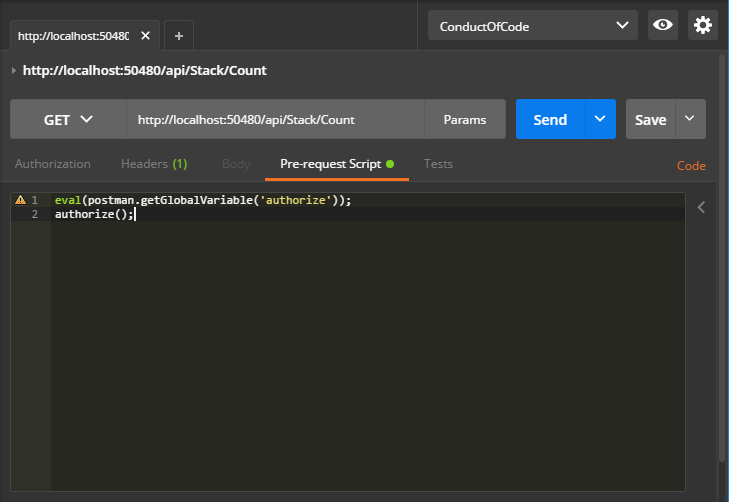 http://localhost:50480 ✕ +
ConductOfCode
http://localhost:50480/api/Stack/Count
GET http://localhost:50480/api/Stack/Count Params Send Save
Authorization Headers (1) Body Pre-request Script Tests Code
1 eval(postman.getGlobalVariable('authorize'));
2 authorize();